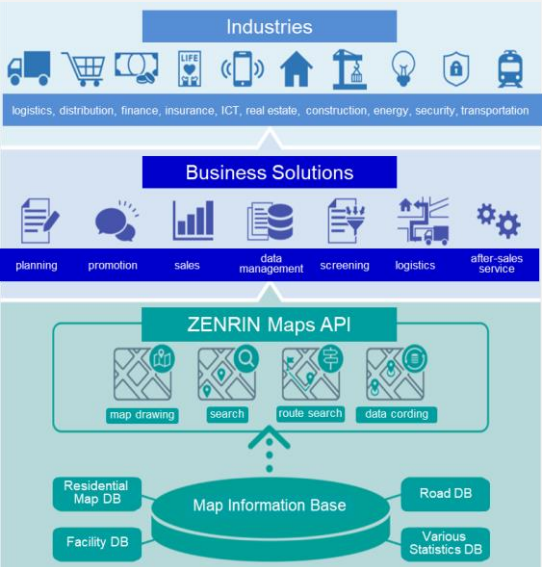 Industries
LIFE
logistics, distribution, finance, insurance, ICT, real estate, construction, energy, security, transportation
Business Solutions
planning
promotion
sales
data
management
screening
logistics
after-sales
service
ZENRIN Maps API
map drawing
search
route search
data cording
Map Information Base
Residential
Map DB
Road DB
Facility DB
Various
Statistics DB